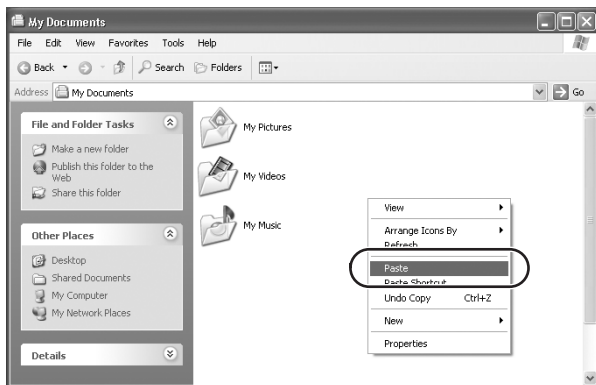 My Documents
File Edit View Favorites Tools Help
Back Search Folders
Address My Documents Go
File and Folder Tasks
Make a new folder
Publish this folder to the
Web
Share this folder
Other Places
Desktop
Shared Documents
My Computer
My Network Places
Details
My Pictures
My Videos
My Music
View
Arrange Icons By
Refresh
Paste
Paste Shortcut
Undo Copy Ctrl+Z
New
Properties